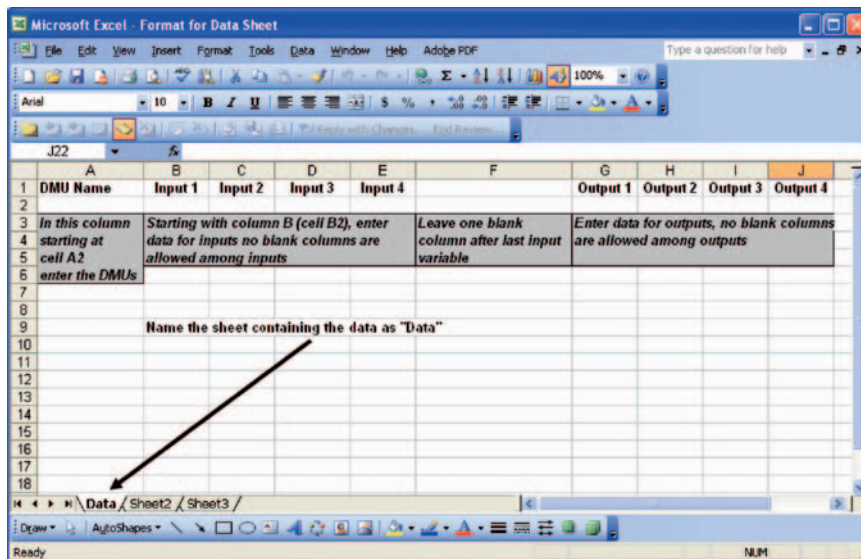 Microsoft Excel - Format for Data Sheet
File Edit View Insert Format Tools Data Window Help Adobe PDF Type a question for help
100%
Arial 10 B I U $ % ,
Reply with Changes... End Review...
J22 fx
A B C D E F G H I J
1 DMU Name Input 1 Input 2 Input 3 Input 4 Output 1 Output 2 Output 3 Output 4
2
3 In this column Starting with column B (cell B2), enter Leave one blank Enter data for outputs, no blank columns
4 starting at data for inputs no blank columns are column after last input are allowed among outputs
5 cell A2 allowed among inputs variable
6 enter the DMUs
7
8
9 Name the sheet containing the data as "Data"
10
11
12
13
14
15
16
17
18
Data Sheet2 Sheet3
Draw AutoShapes
Ready NUM